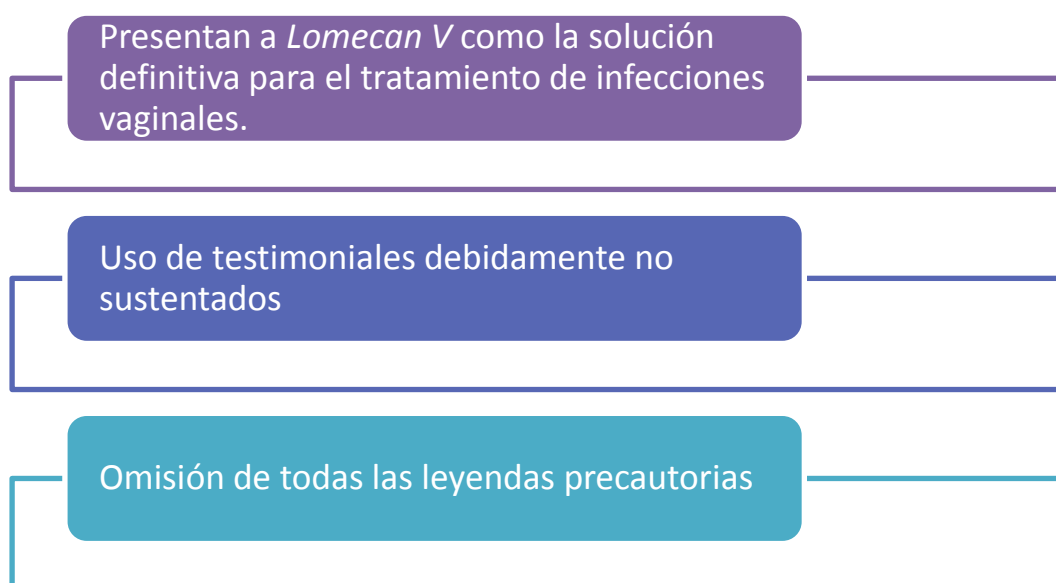 Presentan a Lomecan V como la solución
definitiva para el tratamiento de infecciones
vaginales.
Uso de testimoniales debidamente no
sustentados
Omisión de todas las leyendas precautorias